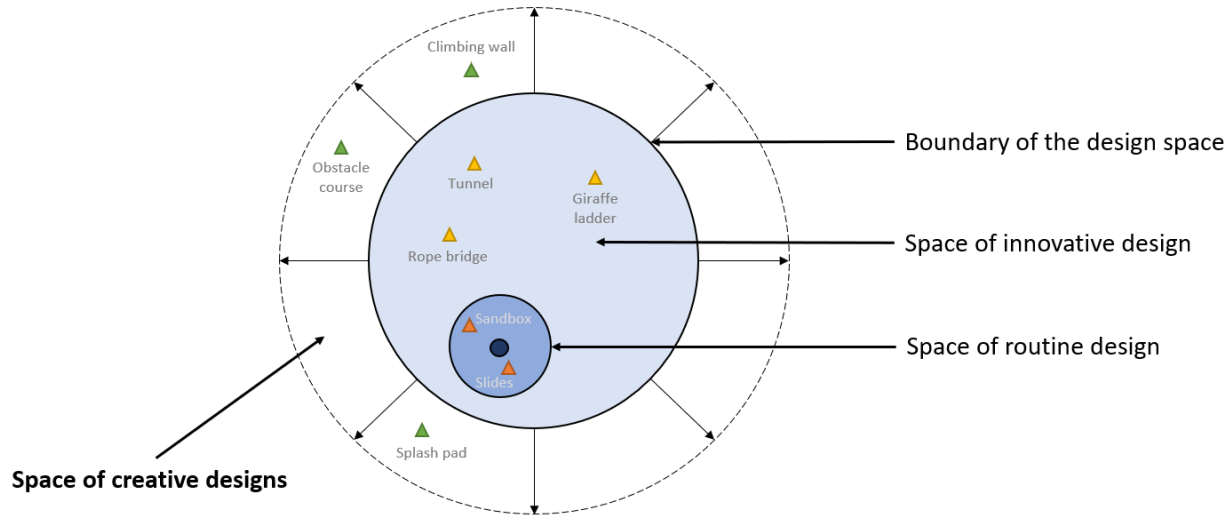 Climbing wall
Obstacle
course
Tunnel
Giraffe
ladder
Rope bridge
Sandbox
Slides
Splash pad
Boundary of the design space
Space of innovative design
Space of routine design
Space of creative designs